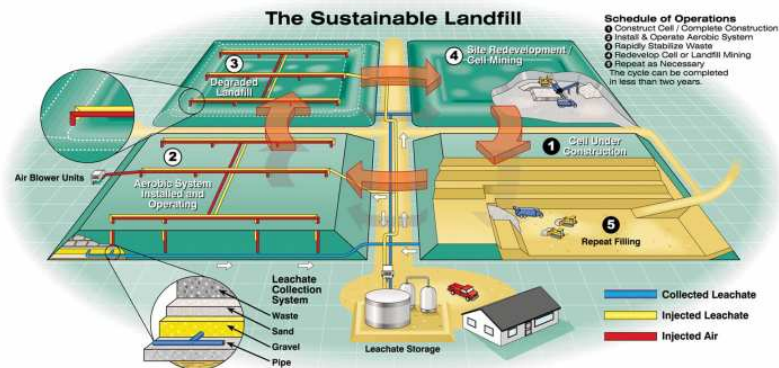 The Sustainable Landfill
Schedule of Operations
1 Construct Cell / Complete Construction
2 Install & Operate Aerobic System
3 Rapidly Stabilize Waste
4 Redevelop Cell or Landfill Mining
5 Repeat as Necessary
The cycle can be completed
in less than two years.
3
Degraded
Landfill
4
Site Redevelopment /
Cell Mining
2
Aerobic System
Installed and
Operating
Air Blower Units
1
Cell Under
Construction
5
Repeat Filling
Leachate
Collection
System
Waste
Sand
Gravel
Pipe
Leachate Storage
Collected Leachate
Injected Leachate
Injected Air